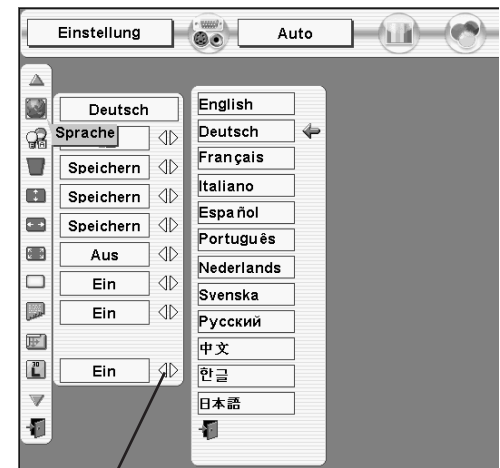 Einstellung
Auto
Deutsch
Sprache
Speichern
Speichern
Speichern
Aus
Ein
Ein
Ein
English
Deutsch
Français
Italiano
Español
Português
Nederlands
Svenska
Русский
中文
한글
日本語